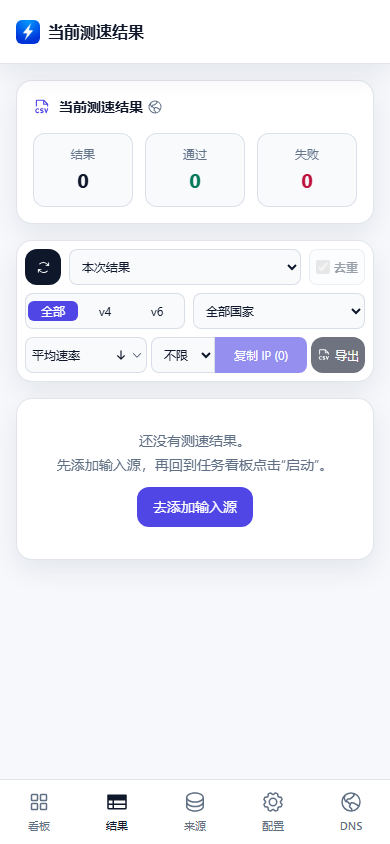 当前测速结果
CSV 当前测速结果
结果 通过 失败
0 0 0
本次结果 去重
全部 v4 v6 全部国家
平均速率 不限 复制 IP (0) CSV 导出
还没有测速结果。
先添加输入源，再回到任务看板点击“启动”。
去添加输入源
看板 结果 来源 配置 DNS